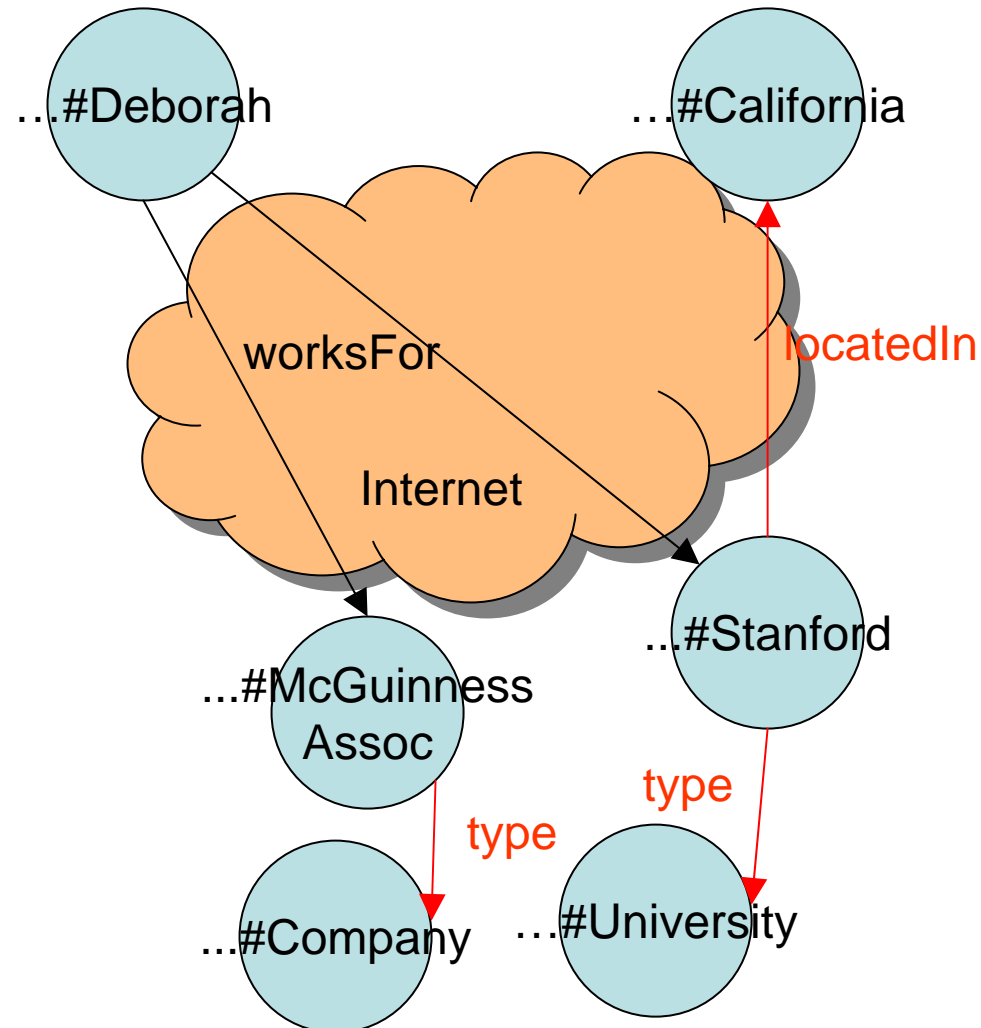 …#Deborah
…#California
worksFor
locatedIn
Internet
...#Stanford
...#McGuinness
Assoc
type
type
...#Company
…#University